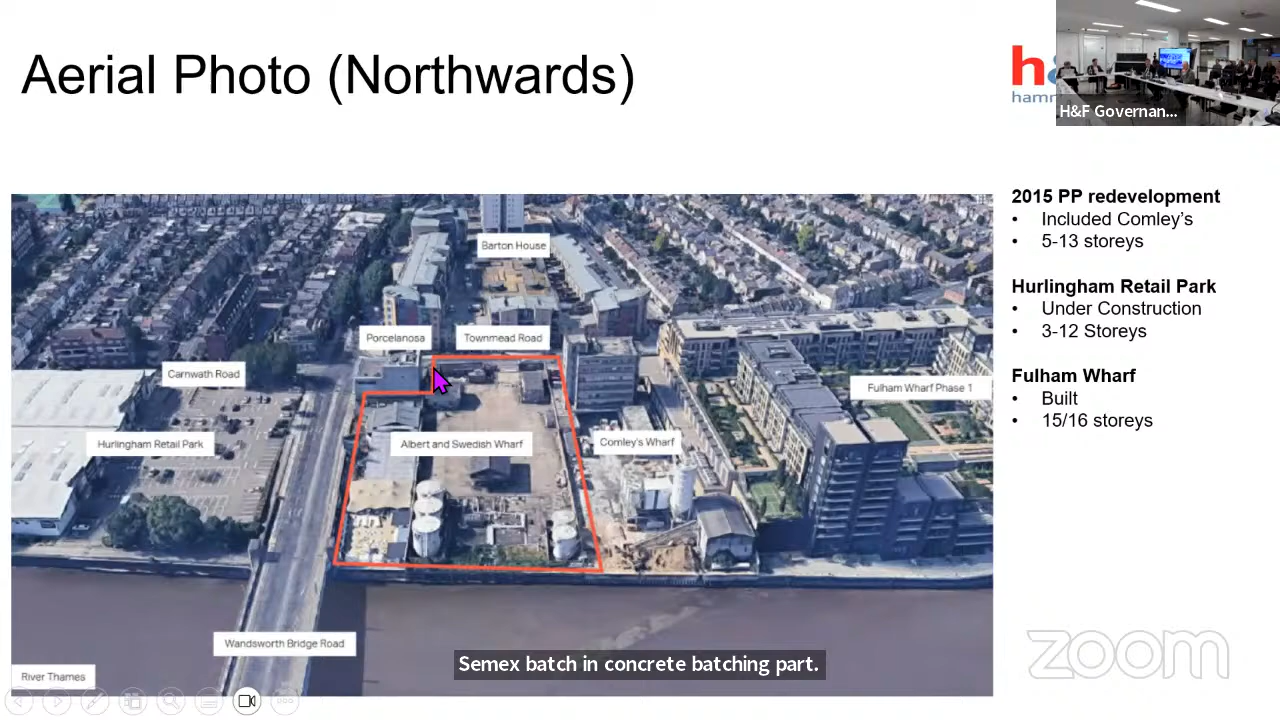 Aerial Photo (Northwards)
h&
hamm
H&F Governan...
2015 PP redevelopment
• Included Comley's
• 5-13 storeys
Hurlingham Retail Park
• Under Construction
• 3-12 Storeys
Fulham Wharf
• Built
• 15/16 storeys
Barton House
Porcelanosa
Townmead Road
Carnwath Road
Fulham Wharf Phase 1
Hurlingham Retail Park
Albert and Swedish Wharf
Comley's Wharf
Wandsworth Bridge Road
River Thames
Semex batch in concrete batching part.
zoom